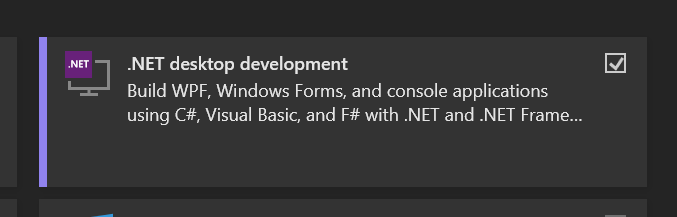 .NET
.NET desktop development
Build WPF, Windows Forms, and console applications
using C#, Visual Basic, and F# with .NET and .NET Frame...